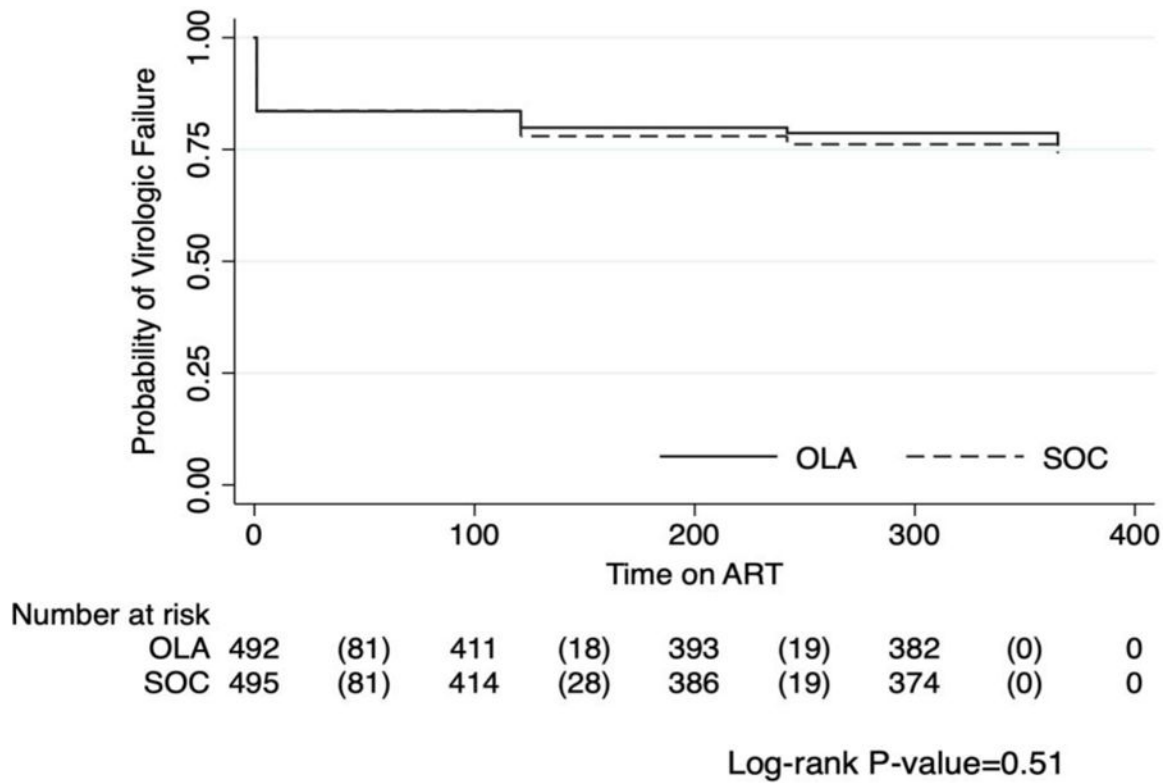 Probability of Virologic Failure
1.00
0.75
0.50
0.25
0.00
OLA SOC
0 100 200 300 400
Time on ART
Number at risk
OLA 492 (81) 411 (18) 393 (19) 382 (0) 0
SOC 495 (81) 414 (28) 386 (19) 374 (0) 0
Log-rank P-value=0.51